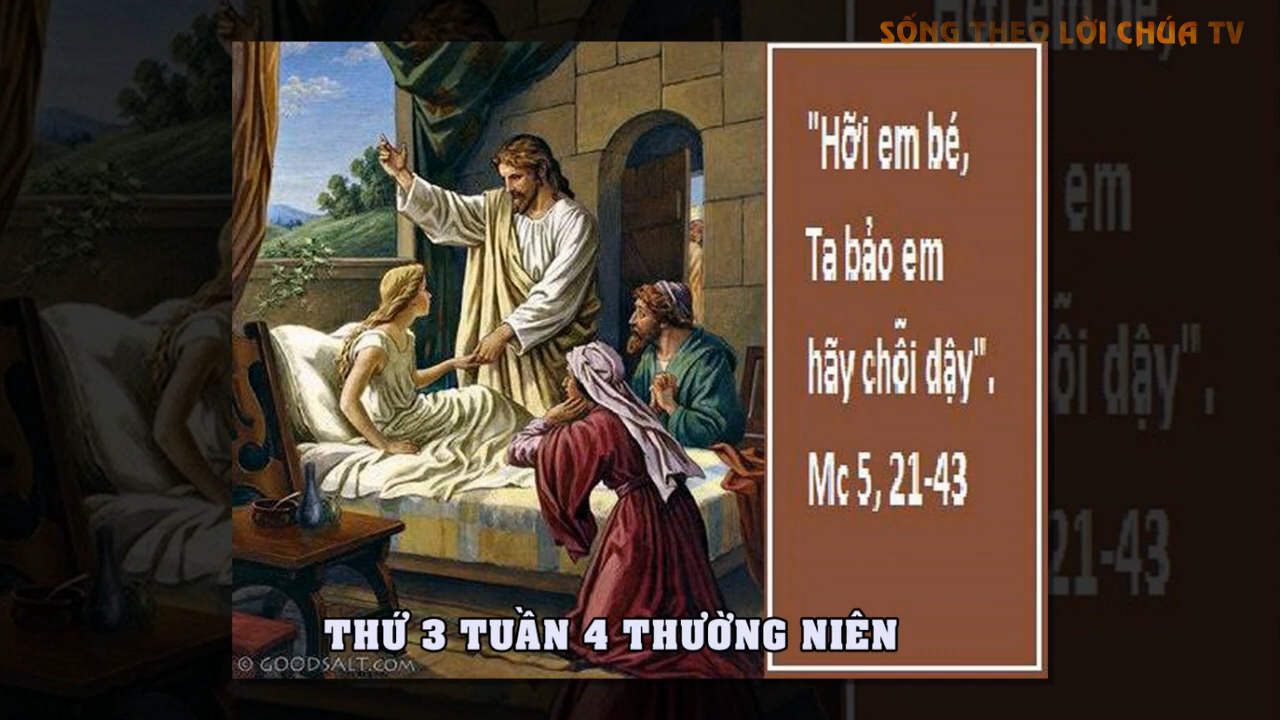 SỐNG THEO LỜI CHÚA TV
"Hỡi em bé,
Ta bảo em
hãy chỗi dậy".
Mc 5, 21-43
THỨ 3 TUẦN 4 THƯỜNG NIÊN
© GOODSALT.COM